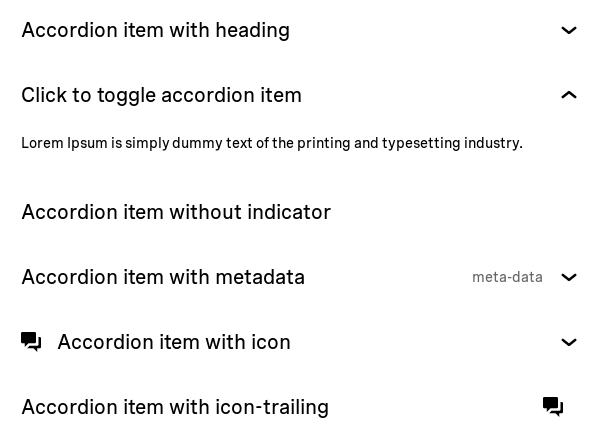 Accordion item with heading
Click to toggle accordion item
Lorem Ipsum is simply dummy text of the printing and typesetting industry.
Accordion item without indicator
Accordion item with metadata meta-data
Accordion item with icon
Accordion item with icon-trailing